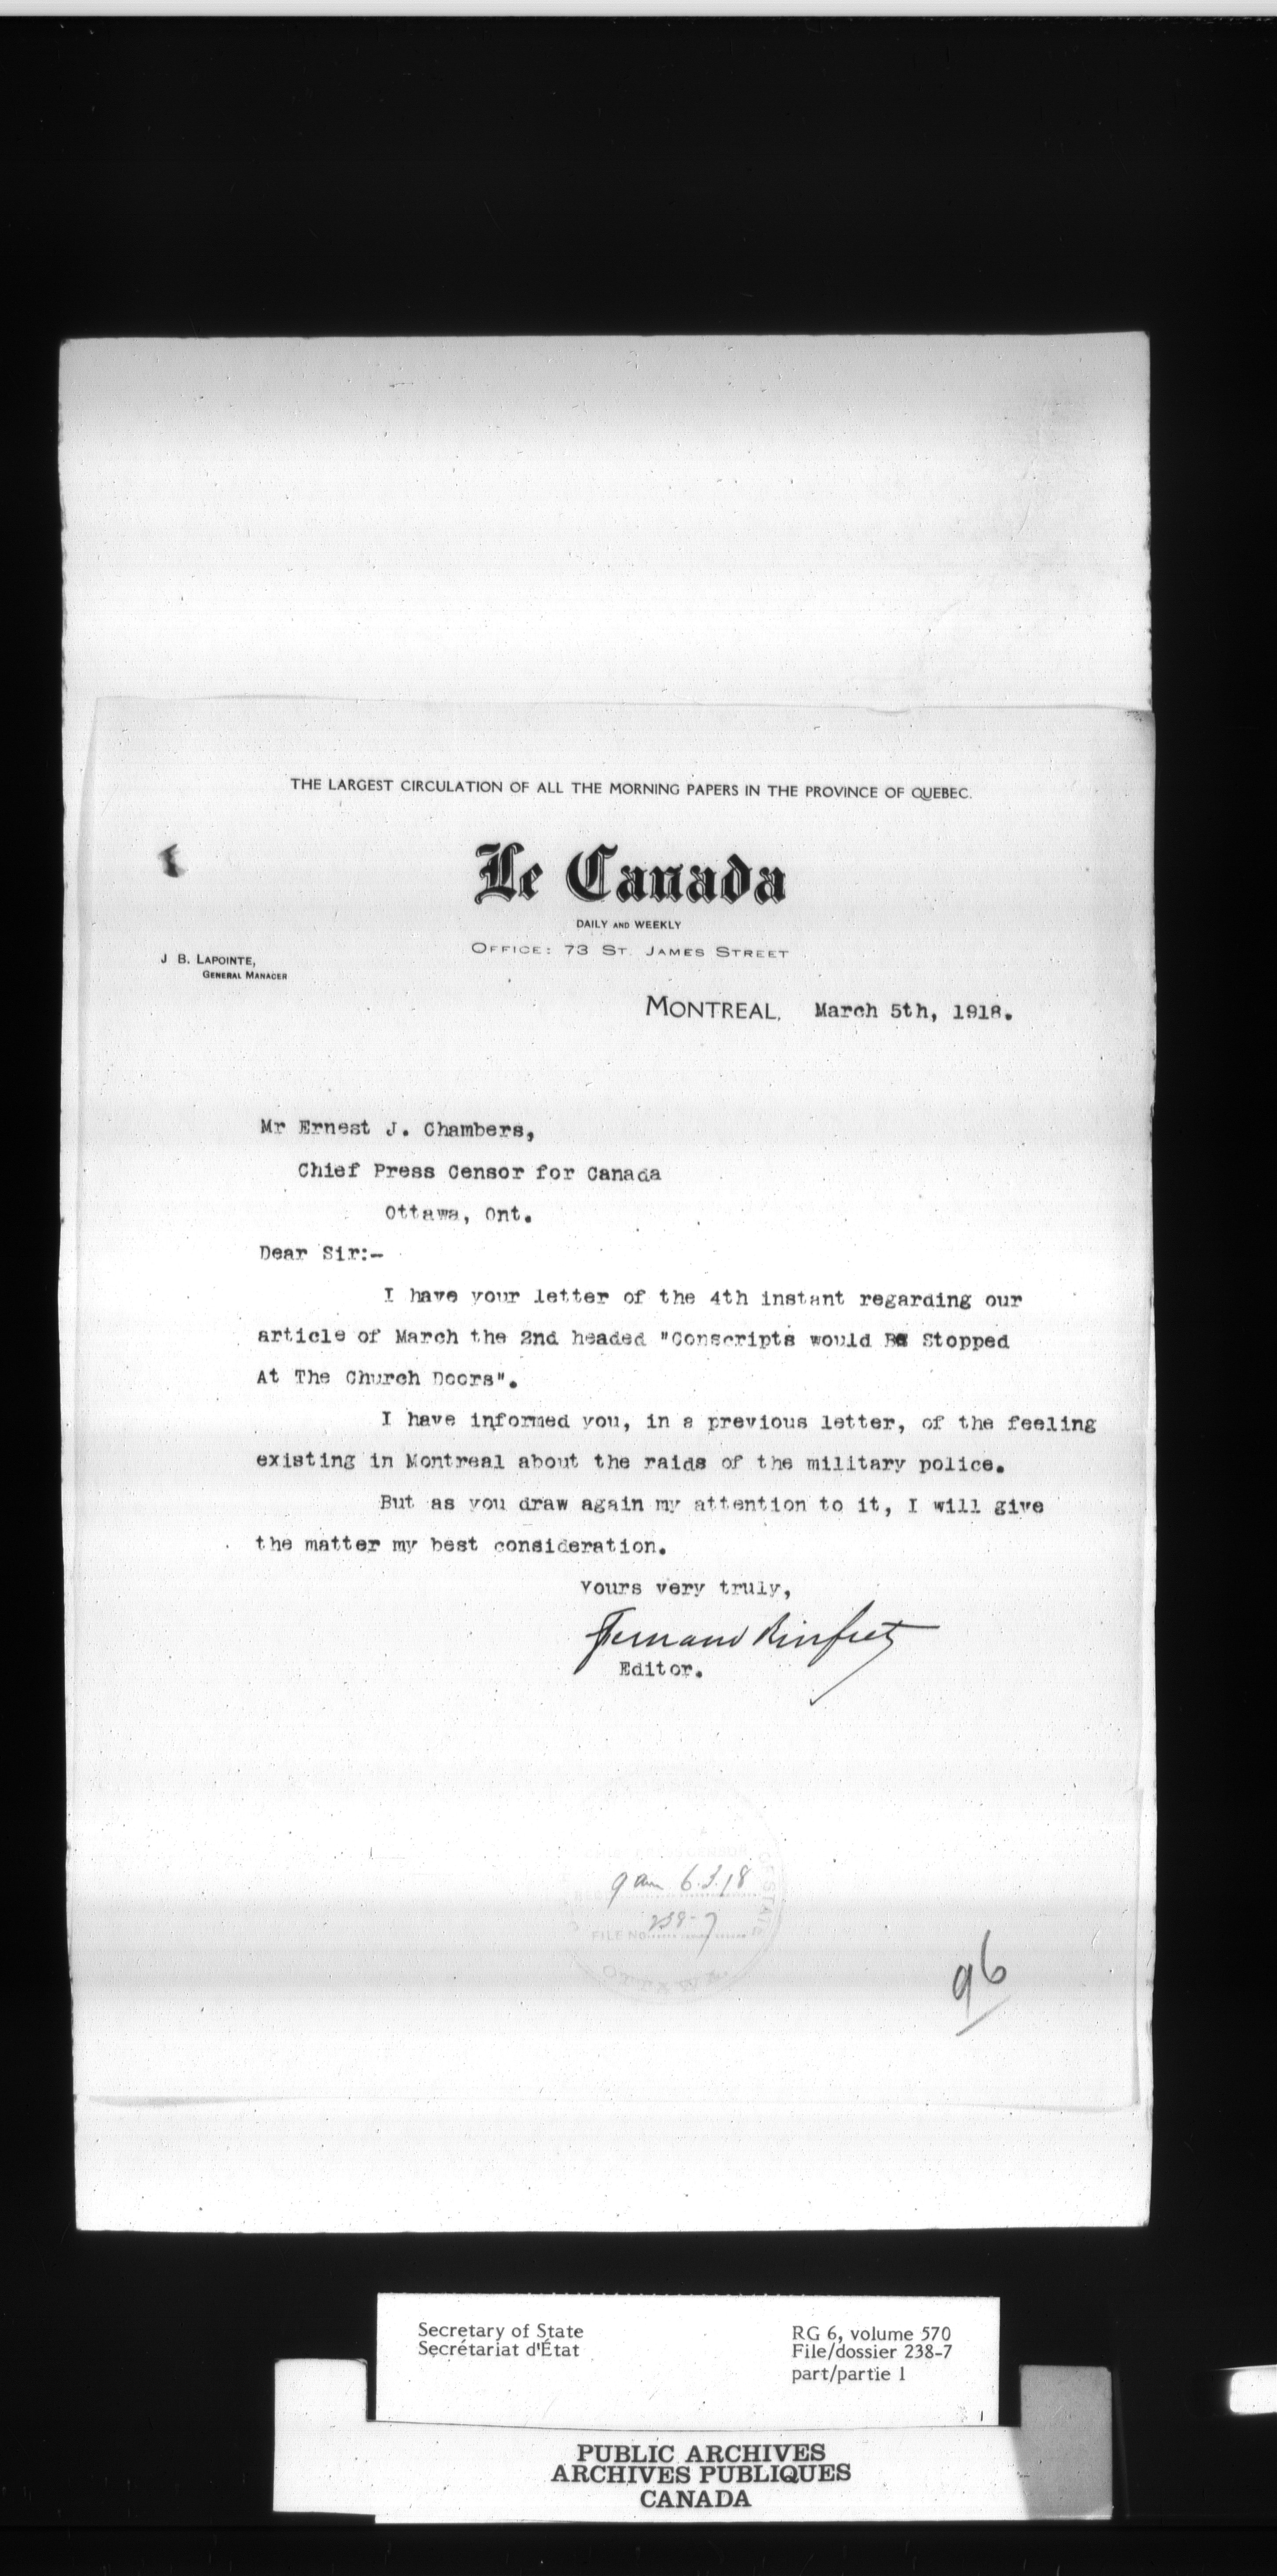 THE LARGEST CIRCULATION OF ALL THE MORNING PAPERS IN THE PROVINCE OF QUEBEC.
Le Canada
DAILY AND WEEKLY
OFFICE: 73 ST. JAMES STREET
J B. LAPOINTE,
GENERAL MANAGER
MONTREAL, March 5th, 1918.
Mr Ernest J. Chambers,
Chief Press Censor for Canada
Ottawa, Ont.
Dear Sir:-
I have your letter of the 4th instant regarding our
article of March the 2nd headed "Conscripts would Be Stopped
At The Church Doors".
I have informed you, in a previous letter, of the feeling
existing in Montreal about the raids of the military police.
But as you draw again my attention to it, I will give
the matter my best consideration.
Yours very truly,
Fernand Rinfret
Editor.
9 am 6.3.18
238-7
FILE NO.
OF STATE
96
Secretary of State
Secrétariat d'État
RG 6, volume 570
File/dossier 238-7
part/partie 1
PUBLIC ARCHIVES
ARCHIVES PUBLIQUES
CANADA